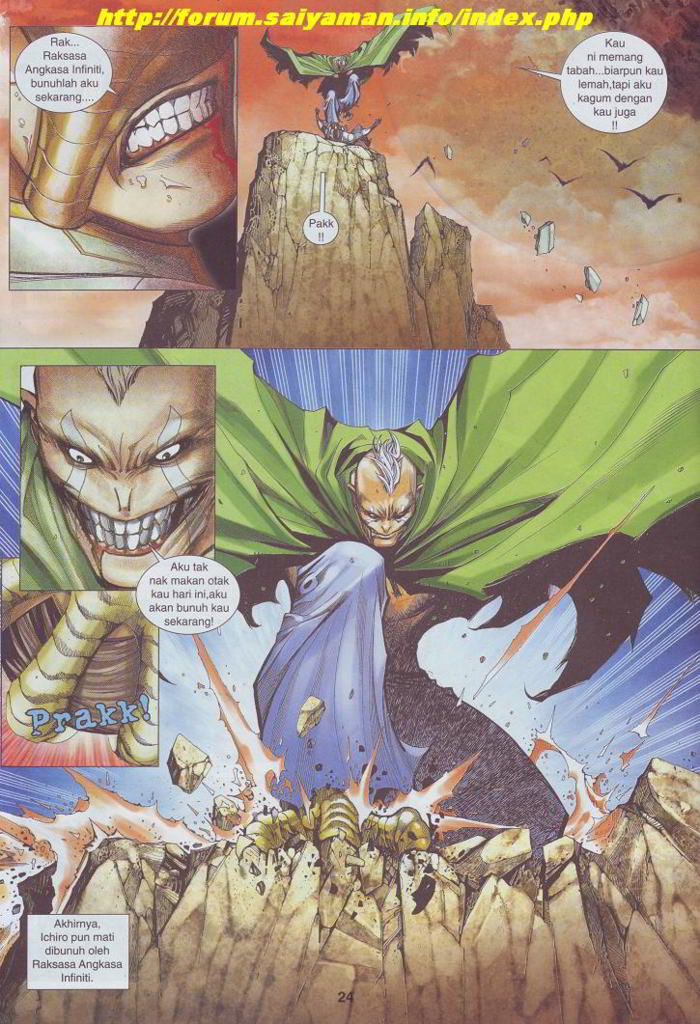 http://forum.saiyaman.info/index.php
Rak...
Raksasa
Angkasa Infiniti,
bunuhlah aku
sekarang....
Kau
ni memang
tabah...biarpun kau
lemah,tapi aku
kagum dengan
kau juga
!!
Pakk
!!
Aku tak
nak makan otak
kau hari ini,aku
akan bunuh kau
sekarang!
Prakk!
Akhirnya,
Ichiro pun mati
dibunuh oleh
Raksasa Angkasa
Infiniti.
24